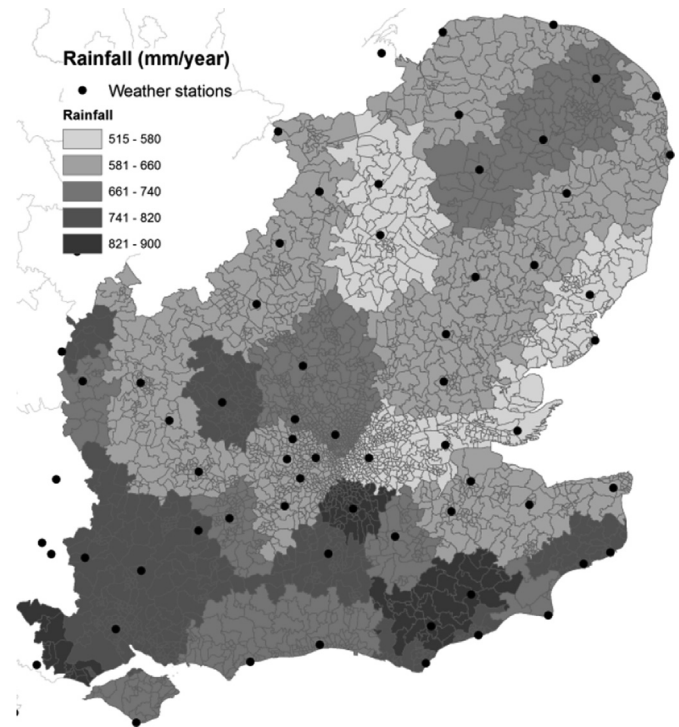 Rainfall (mm/year)
Weather stations
Rainfall
515 - 580
581 - 660
661 - 740
741 - 820
821 - 900